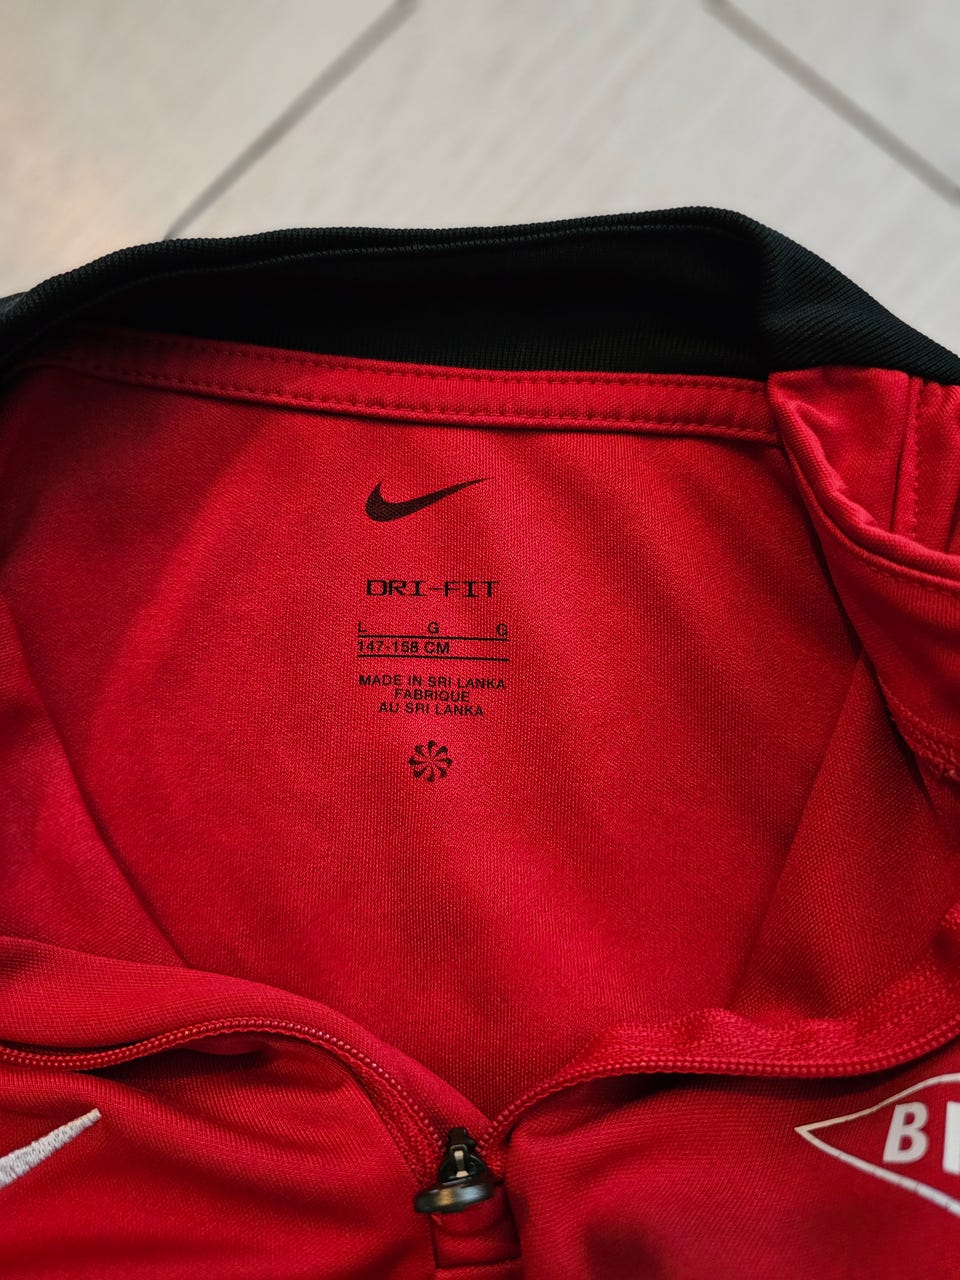 DRI-FIT
L G G
147-158 CM
MADE IN SRI LANKA
FABRIQUE
AU SRI LANKA
B